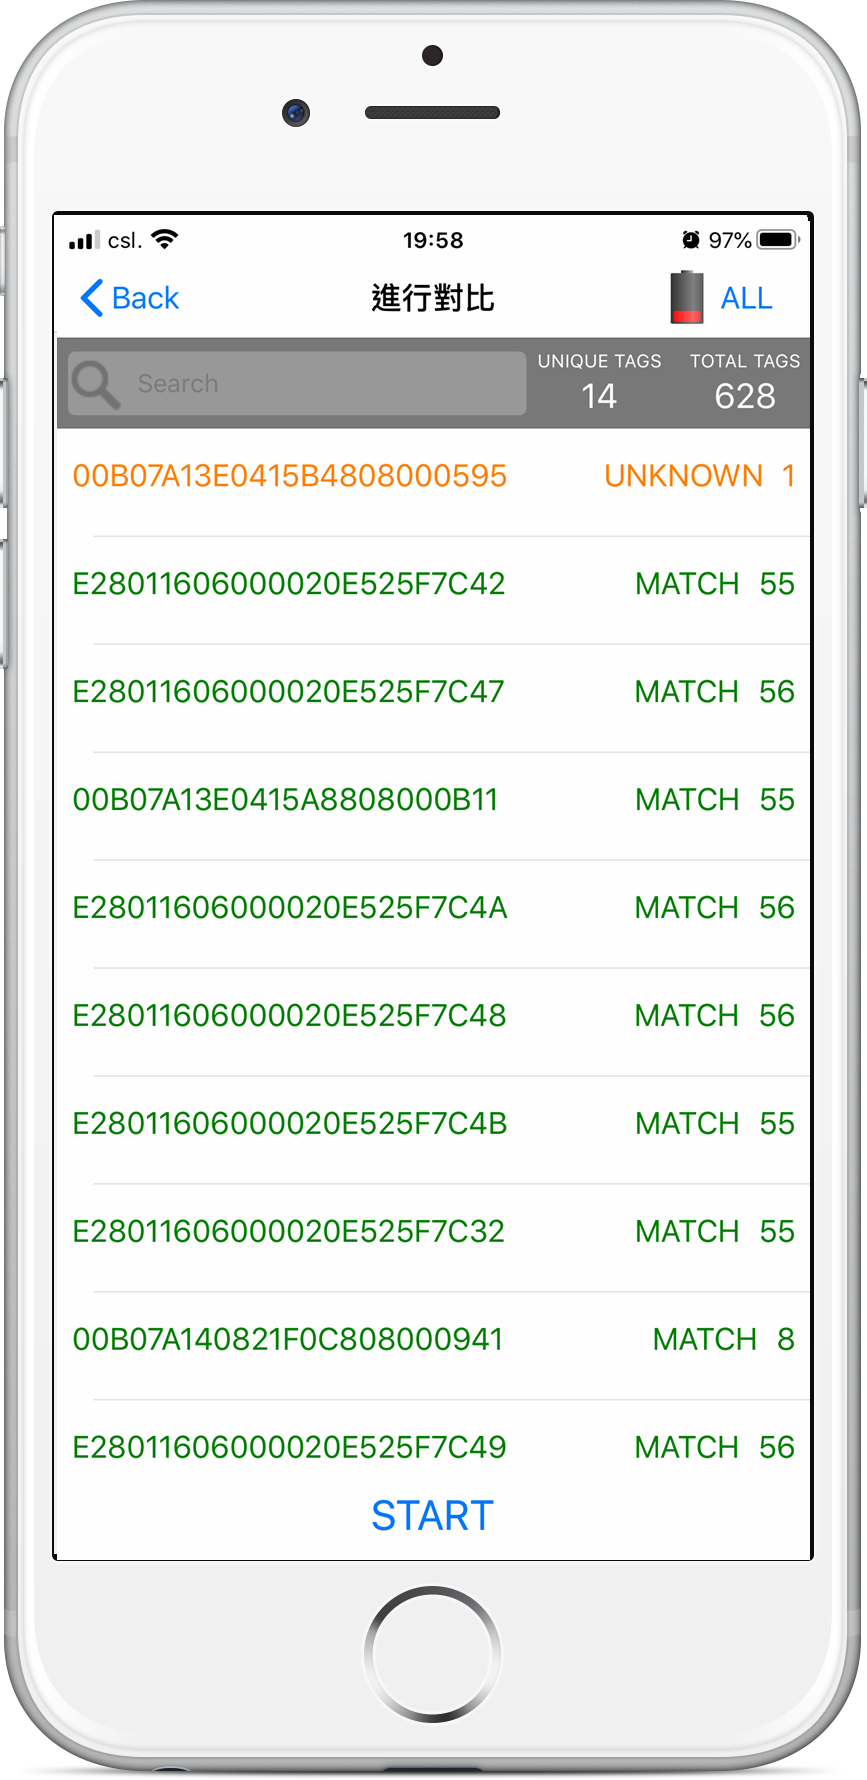 csl. 19:58 97%
Back 進行對比 ALL
Search UNIQUE TAGS 14 TOTAL TAGS 628
00B07A13E0415B4808000595 UNKNOWN 1
E28011606000020E525F7C42 MATCH 55
E28011606000020E525F7C47 MATCH 56
00B07A13E0415A8808000B11 MATCH 55
E28011606000020E525F7C4A MATCH 56
E28011606000020E525F7C48 MATCH 56
E28011606000020E525F7C4B MATCH 55
E28011606000020E525F7C32 MATCH 55
00B07A140821F0C808000941 MATCH 8
E28011606000020E525F7C49 MATCH 56
START